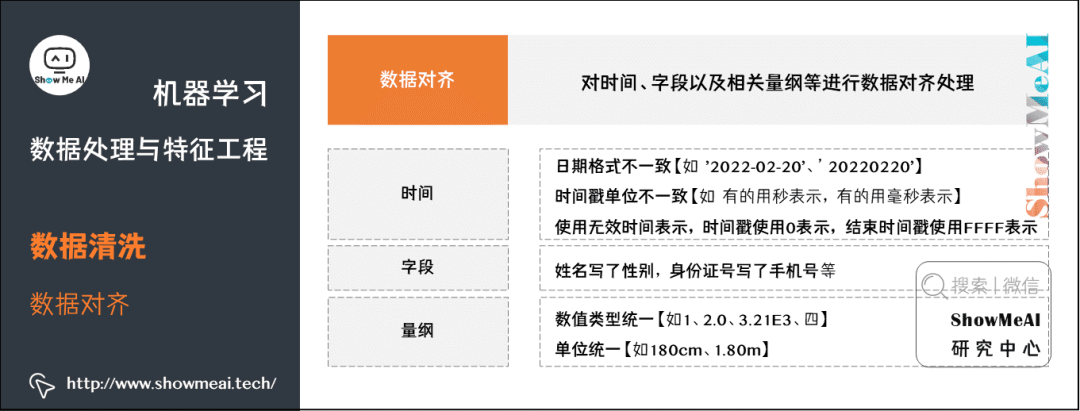 AI
Show Me AI
机器学习
数据处理与特征工程
数据清洗
数据对齐
http://www.showmeai.tech/
数据对齐
对时间、字段以及相关量纲等进行数据对齐处理
时间
日期格式不一致【如 '2022-02-20'、' 20220220'】
时间戳单位不一致【如 有的用秒表示，有的用毫秒表示】
使用无效时间表示，时间戳使用0表示，结束时间戳使用FFFF表示
字段
姓名写了性别，身份证号写了手机号等
量纲
数值类型统一【如1、2.0、3.21E3、四】
单位统一【如180cm、1.80m】
ShowMeAI
搜索 | 微信
ShowMeAI
研究中心